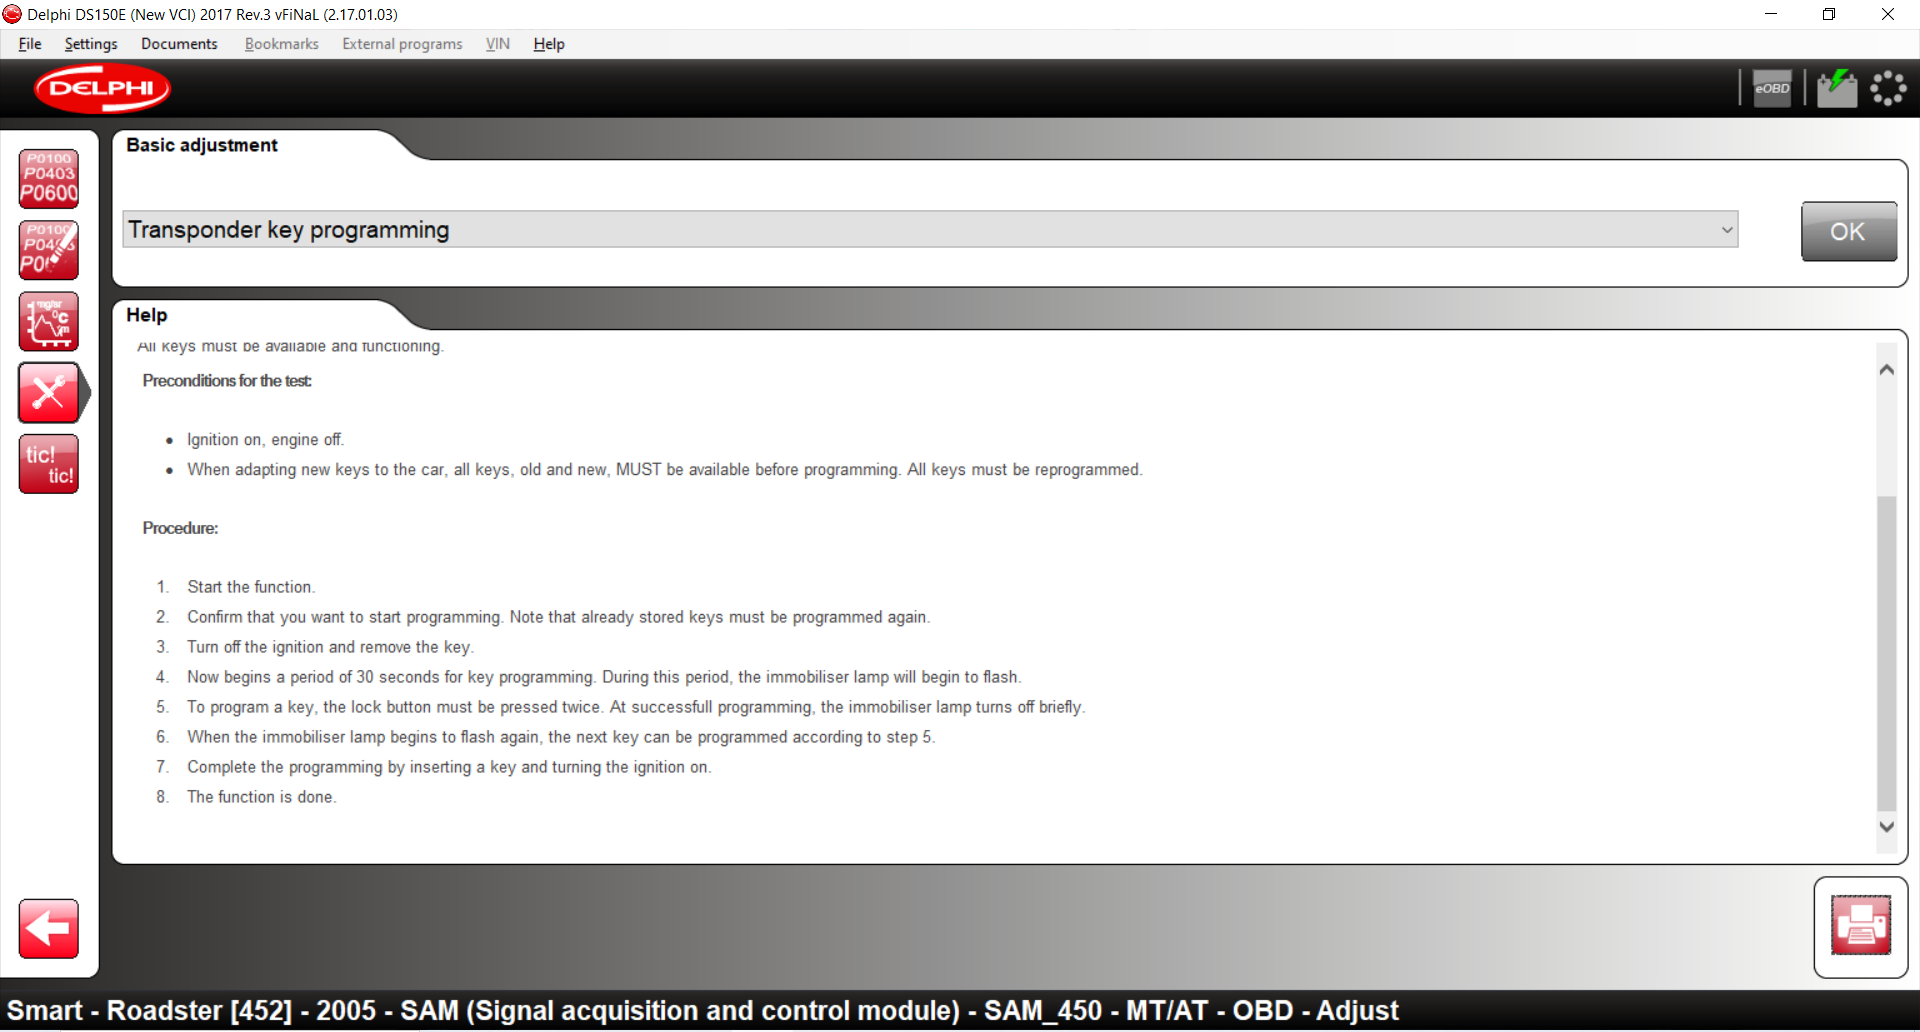 Delphi DS150E (New VCI) 2017 Rev.3 vFiNaL (2.17.01.03)
File Settings Documents Bookmarks External programs VIN Help
DELPHI
eOBD
P0100
P0403
P0600
Basic adjustment
Transponder key programming
OK
P0100
P0403
mg/sr
°C
Help
All keys must be available and functioning.
Preconditions for the test:
• Ignition on, engine off.
• When adapting new keys to the car, all keys, old and new, MUST be available before programming. All keys must be reprogrammed.
tic!
tic!
Procedure:
1. Start the function.
2. Confirm that you want to start programming. Note that already stored keys must be programmed again.
3. Turn off the ignition and remove the key.
4. Now begins a period of 30 seconds for key programming. During this period, the immobiliser lamp will begin to flash.
5. To program a key, the lock button must be pressed twice. At successfull programming, the immobiliser lamp turns off briefly.
6. When the immobiliser lamp begins to flash again, the next key can be programmed according to step 5.
7. Complete the programming by inserting a key and turning the ignition on.
8. The function is done.
Smart - Roadster [452] - 2005 - SAM (Signal acquisition and control module) - SAM_450 - MT/AT - OBD - Adjust